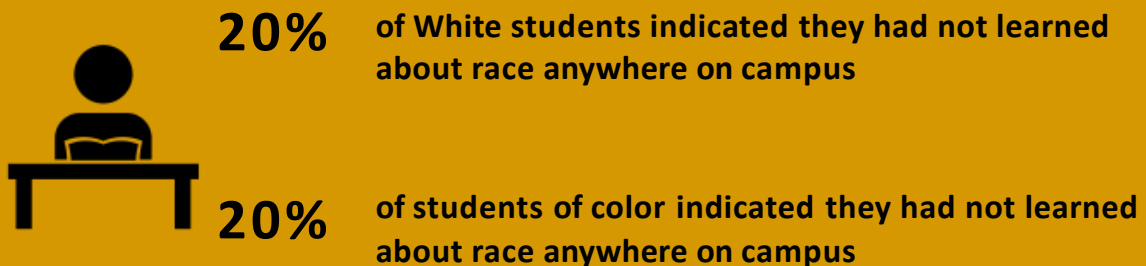 20% of White students indicated they had not learned
about race anywhere on campus
20% of students of color indicated they had not learned
about race anywhere on campus